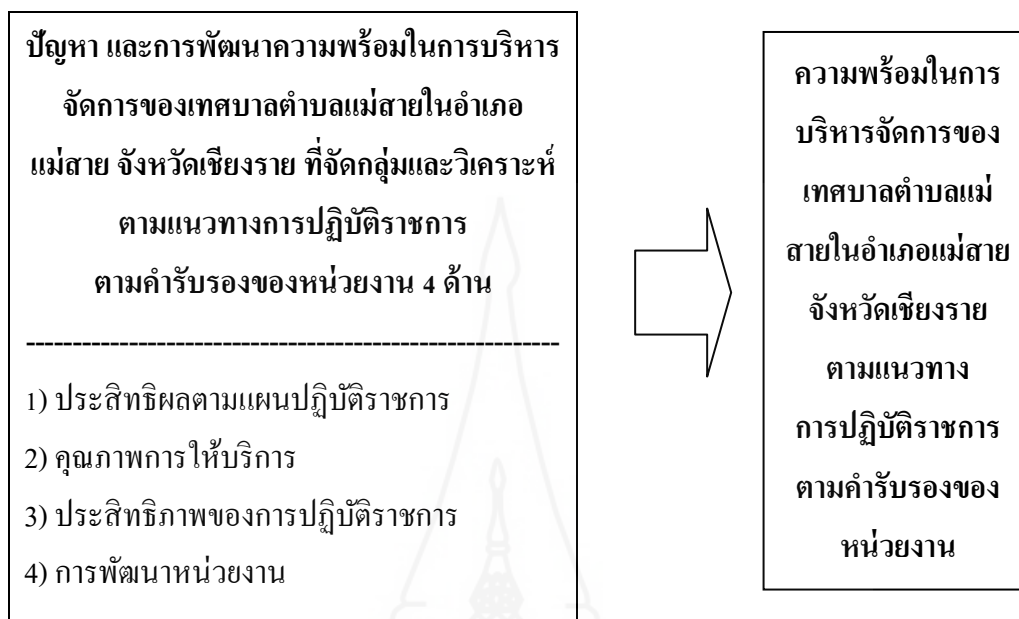 ปัญหา และการพัฒนาความพร้อมในการบริหาร
จัดการของเทศบาลตำบลแม่สายในอำเภอ
แม่สาย จังหวัดเชียงราย ที่จัดกลุ่มและวิเคราะห์
ตามแนวทางการปฏิบัติราชการ
ตามคำรับรองของหน่วยงาน 4 ด้าน
---------------------------------------------------------
1) ประสิทธิผลตามแผนปฏิบัติราชการ
2) คุณภาพการให้บริการ
3) ประสิทธิภาพของการปฏิบัติราชการ
4) การพัฒนาหน่วยงาน
ความพร้อมในการ
บริหารจัดการของ
เทศบาลตำบลแม่
สายในอำเภอแม่สาย
จังหวัดเชียงราย
ตามแนวทาง
การปฏิบัติราชการ
ตามคำรับรองของ
หน่วยงาน